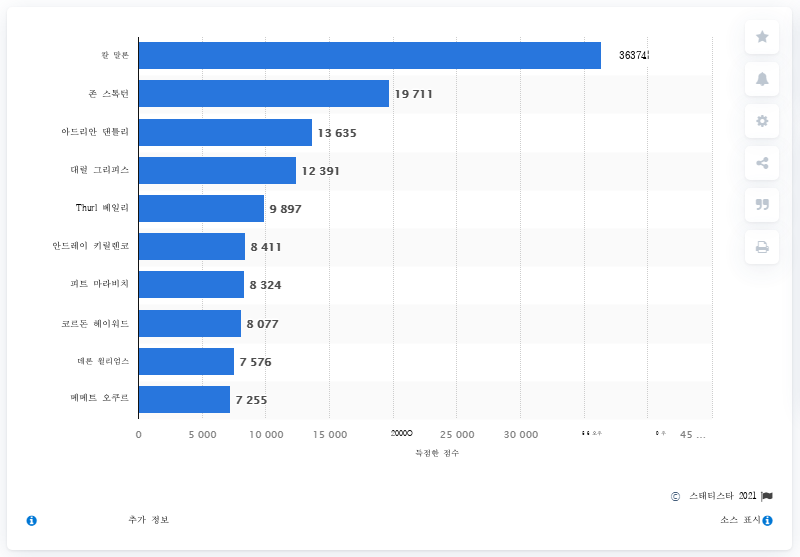 칼 말론 36374
존 스톡턴 19 711
아드리안 댄틀리 13 635
대럴 그리피스 12 391
Thurl 베일리 9 897
안드레이 키릴렌코 8 411
피트 마라비치 8 324
고르돈 헤이워드 8 077
데론 윌리엄스 7 576
메메트 오쿠르 7 255
0 5 000 10 000 15 000 20000 25 000 30 000 45 ...
득점한 점수
© 스태티스타 2021
추가 정보 소스 표시